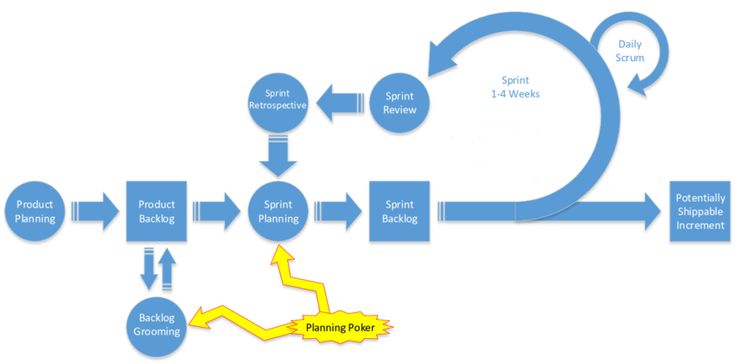 Daily
Scrum
Sprint
1-4 Weeks
Sprint
Retrospective
Sprint
Review
Product
Planning
Product
Backlog
Sprint
Planning
Sprint
Backlog
Potentially
Shippable
Increment
Backlog
Grooming
Planning Poker